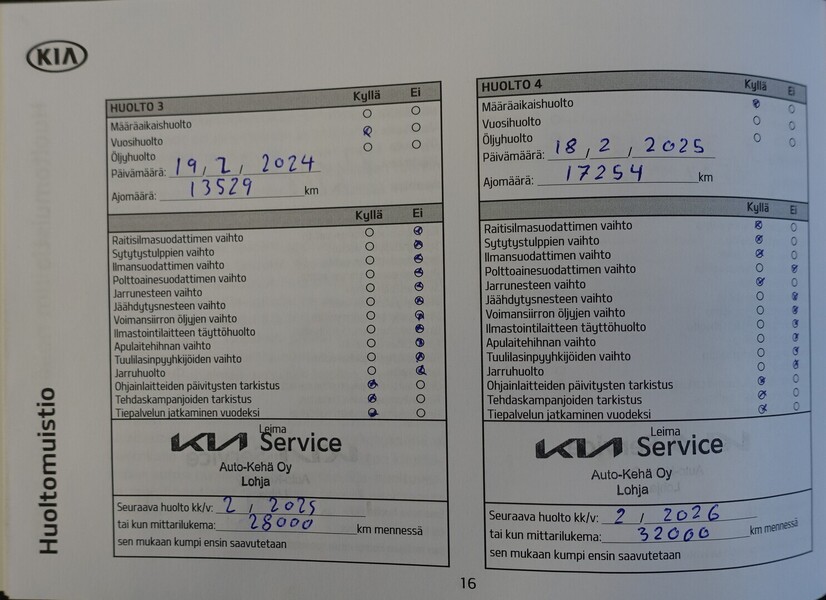 KIA
Huoltomuistio
HUOLTO 3 Kyllä Ei
Määräaikaishuolto
Vuosihuolto
Öljyhuolto
Päivämäärä: 19, 2, 2024
Ajomäärä: 13529 km
Kyllä Ei
Raitisilmasuodattimen vaihto
Sytytystulppien vaihto
Ilmansuodattimen vaihto
Polttoainesuodattimen vaihto
Jarrunesteen vaihto
Jäähdytysnesteen vaihto
Voimansiirron öljyjen vaihto
Ilmastointilaitteen täyttöhuolto
Apulaitehihnan vaihto
Tuulilasinpyyhkijöiden vaihto
Jarruhuolto
Ohjainlaitteiden päivitysten tarkistus
Tehdaskampanjoiden tarkistus
Tiepalvelun jatkaminen vuodeksi
Leima
KIA Service
Auto-Kehä Oy
Lohja
Seuraava huolto kk/v: 2 / 2025
tai kun mittarilukema: 28000 km mennessä
sen mukaan kumpi ensin saavutetaan
HUOLTO 4 Kyllä Ei
Määräaikaishuolto
Vuosihuolto
Öljyhuolto
Päivämäärä: 18, 2, 2025
Ajomäärä: 17254 km
Kyllä Ei
Raitisilmasuodattimen vaihto
Sytytystulppien vaihto
Ilmansuodattimen vaihto
Polttoainesuodattimen vaihto
Jarrunesteen vaihto
Jäähdytysnesteen vaihto
Voimansiirron öljyjen vaihto
Ilmastointilaitteen täyttöhuolto
Apulaitehihnan vaihto
Tuulilasinpyyhkijöiden vaihto
Jarruhuolto
Ohjainlaitteiden päivitysten tarkistus
Tehdaskampanjoiden tarkistus
Tiepalvelun jatkaminen vuodeksi
Leima
KIA Service
Auto-Kehä Oy
Lohja
Seuraava huolto kk/v: 2 / 2026
tai kun mittarilukema: 32000 km mennessä
sen mukaan kumpi ensin saavutetaan
16